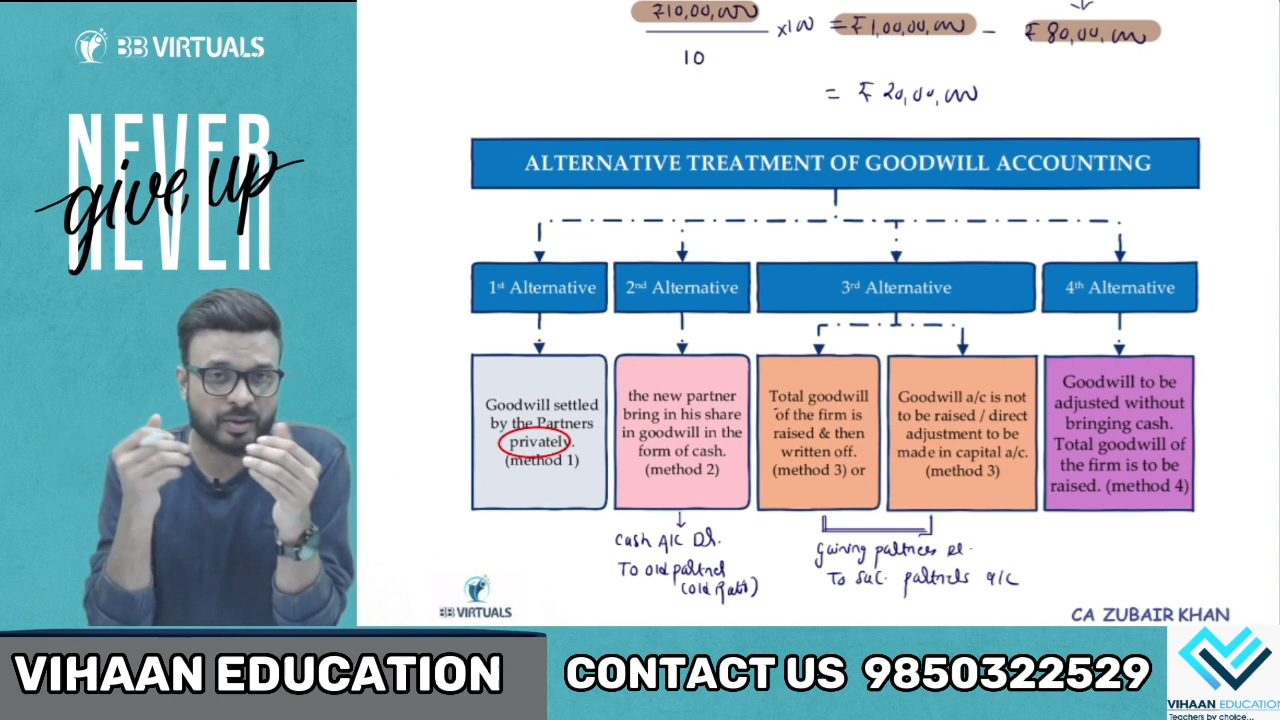 BB VIRTUALS
NEVER
give up
NEVER
₹10,00,000
10
×100 = ₹1,00,00,000 - ₹80,00,000
= ₹20,00,000
ALTERNATIVE TREATMENT OF GOODWILL ACCOUNTING
1st Alternative
2nd Alternative
3rd Alternative
4th Alternative
Goodwill settled
by the Partners
privately.
(method 1)
the new partner
bring in his share
in goodwill in the
form of cash.
(method 2)
Total goodwill
of the firm is
raised & then
written off.
(method 3) or
Goodwill a/c is not
to be raised / direct
adjustment to be
made in capital a/c.
(method 3)
Goodwill to be
adjusted without
bringing cash.
Total goodwill of
the firm is to be
raised. (method 4)
Cash A/C Dr.
To old partner
(old Ratio)
Gaining partners
To Sac. partners a/c
BB VIRTUALS
CA ZUBAIR KHAN
VIHAAN EDUCATION
CONTACT US 9850322529
VIHAAN EDUCATION
Teachers by choice...